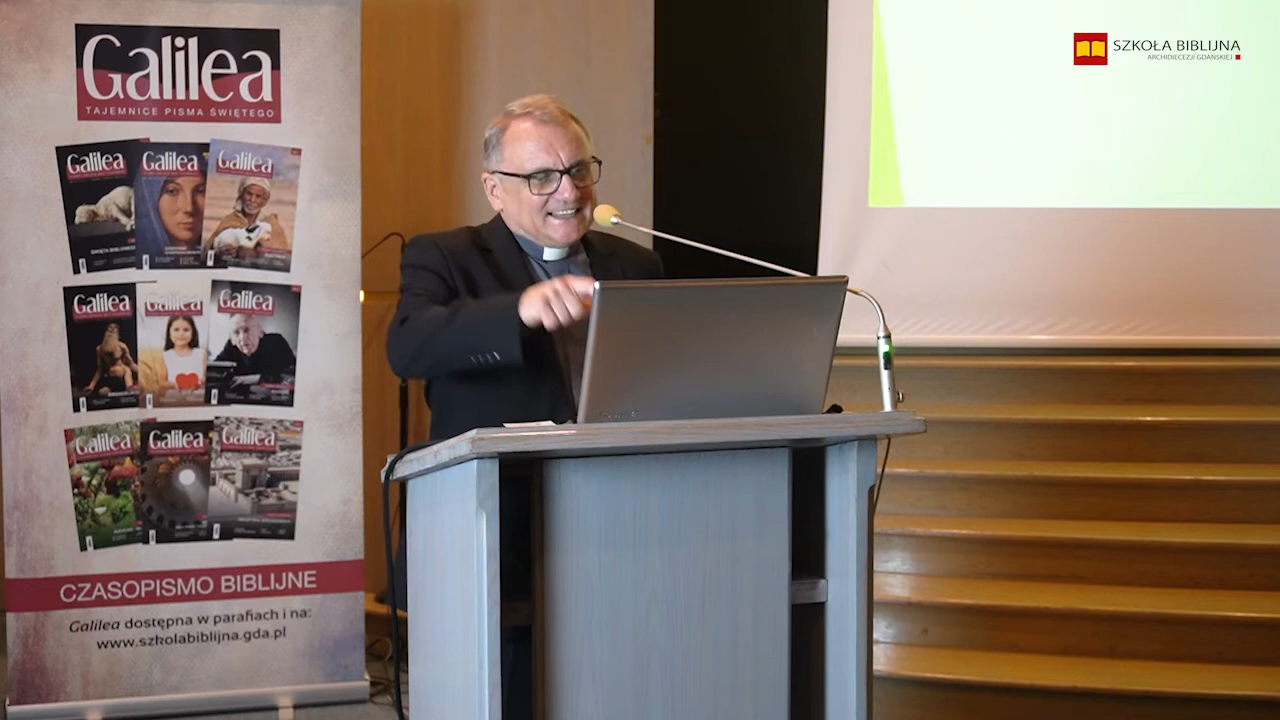 Galilea
TAJEMNICE PISMA ŚWIĘTEGO
Galilea
Galilea
Galilea
Galilea
Galilea
Galilea
Galilea
Galilea
Galilea
CZASOPISMO BIBLIJNE
Galilea dostępna w parafiach i na:
www.szkolabiblijna.gda.pl
SZKOŁA BIBLIJNA
ARCHIDIECEZJI GDAŃSKIEJ